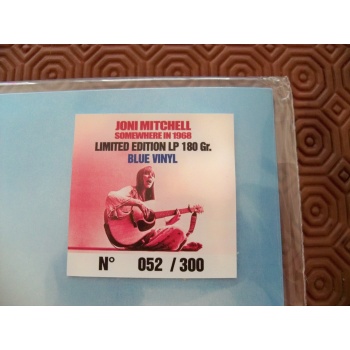 JONI MITCHELL
SOMEWHERE IN 1968
LIMITED EDITION LP 180 Gr.
BLUE VINYL
N° 052 / 300